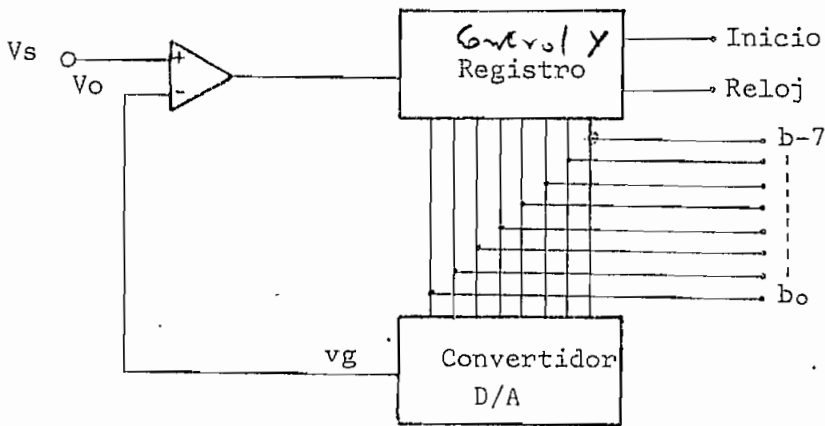 Vs
Vo
+
-
Control y
Registro
Inicio
Reloj
b-7
bo
vg
Convertidor
D/A